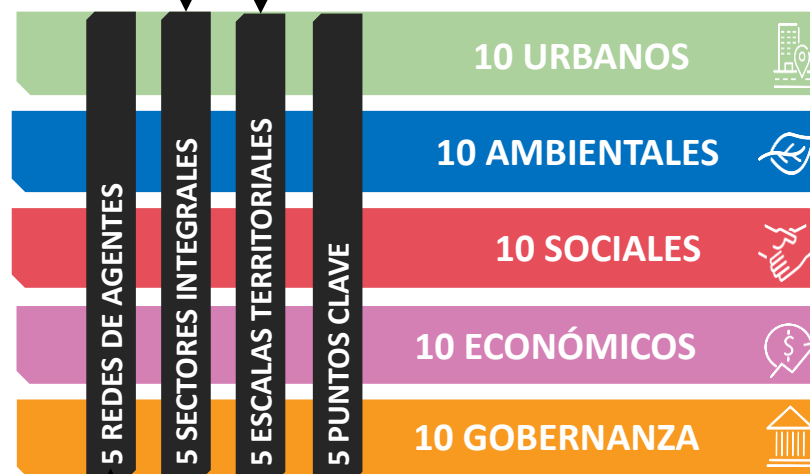 10 URBANOS
10 AMBIENTALES
10 SOCIALES
10 ECONÓMICOS
10 GOBERNANZA
5 REDES DE AGENTES
5 SECTORES INTEGRALES
5 ESCALAS TERRITORIALES
5 PUNTOS CLAVE
$